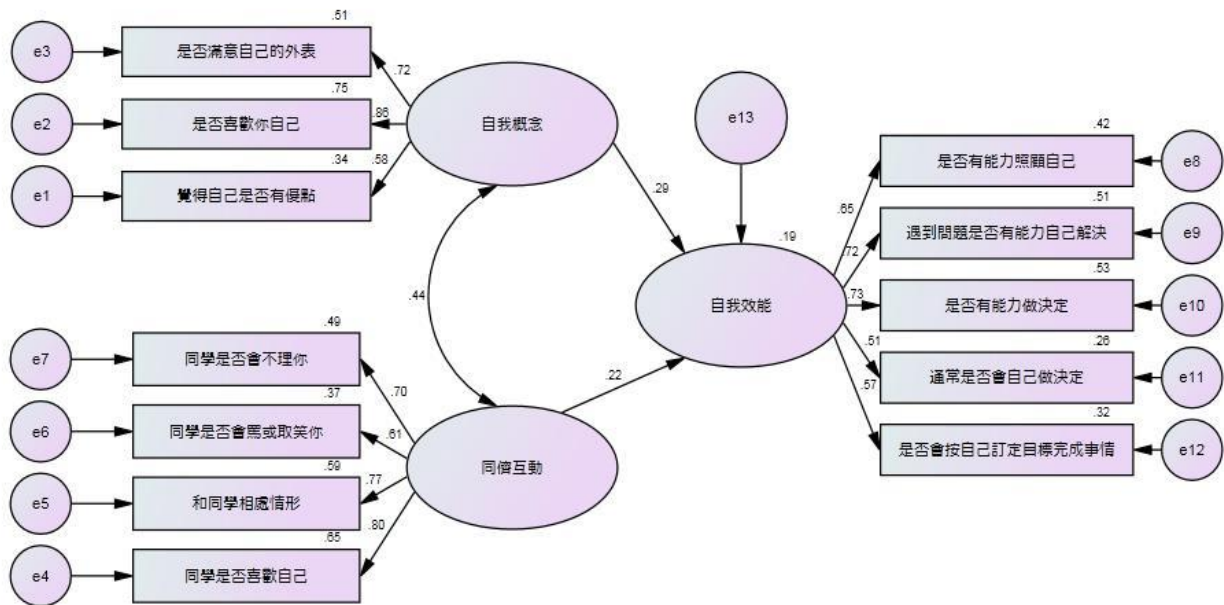 .51
e3
是否滿意自己的外表
.72
.75
e2
是否喜歡你自己
.86
.34
e1
覺得自己是否有優點
.58
自我概念
e13
.29
.44
.19
自我效能
.22
.49
e7
同學是否會不理你
.70
.37
e6
同學是否會罵或取笑你
.61
.59
e5
和同學相處情形
.77
.65
e4
同學是否喜歡自己
.80
同儕互動
.42
是否有能力照顧自己
e8
.65
.51
遇到問題是否有能力自己解決
e9
.72
.53
是否有能力做決定
e10
.73
.26
通常是否會自己做決定
e11
.51
.32
是否會按自己訂定目標完成事情
e12
.57